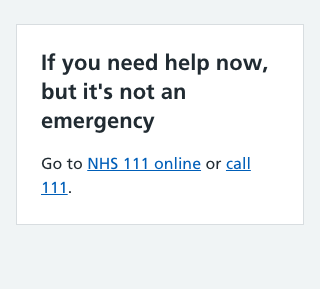 If you need help now,
but it's not an
emergency
Go to NHS 111 online or call
111.